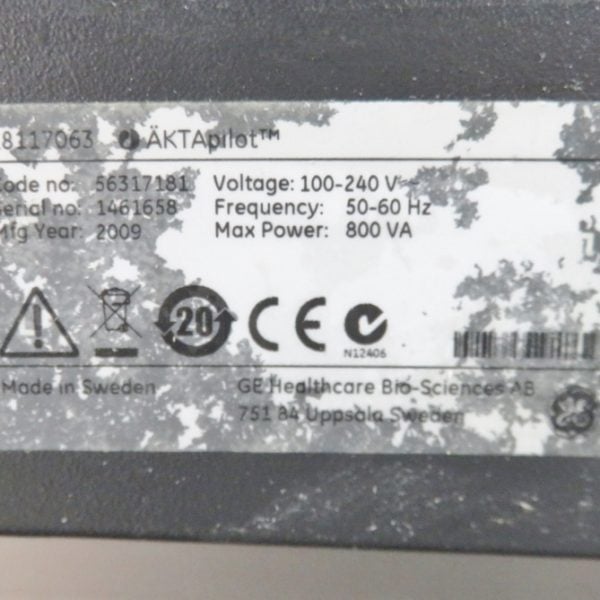 8117063 ÄKTApilot™
Code no: 56317181 Voltage: 100-240 V~
Serial no: 1461658 Frequency: 50-60 Hz
Mfg Year: 2009 Max Power: 800 VA
20 CE
N12406
Made in Sweden GE Healthcare Bio-Sciences AB
751 84 Uppsala Sweden